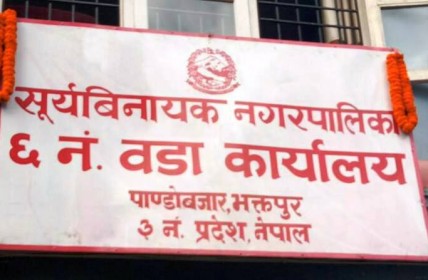 सूर्यबिनायक नगरपालिका
६ नं. वडा कार्यालय
पाण्डोबजार,भक्तपुर
३ नं. प्रदेश, नेपाल